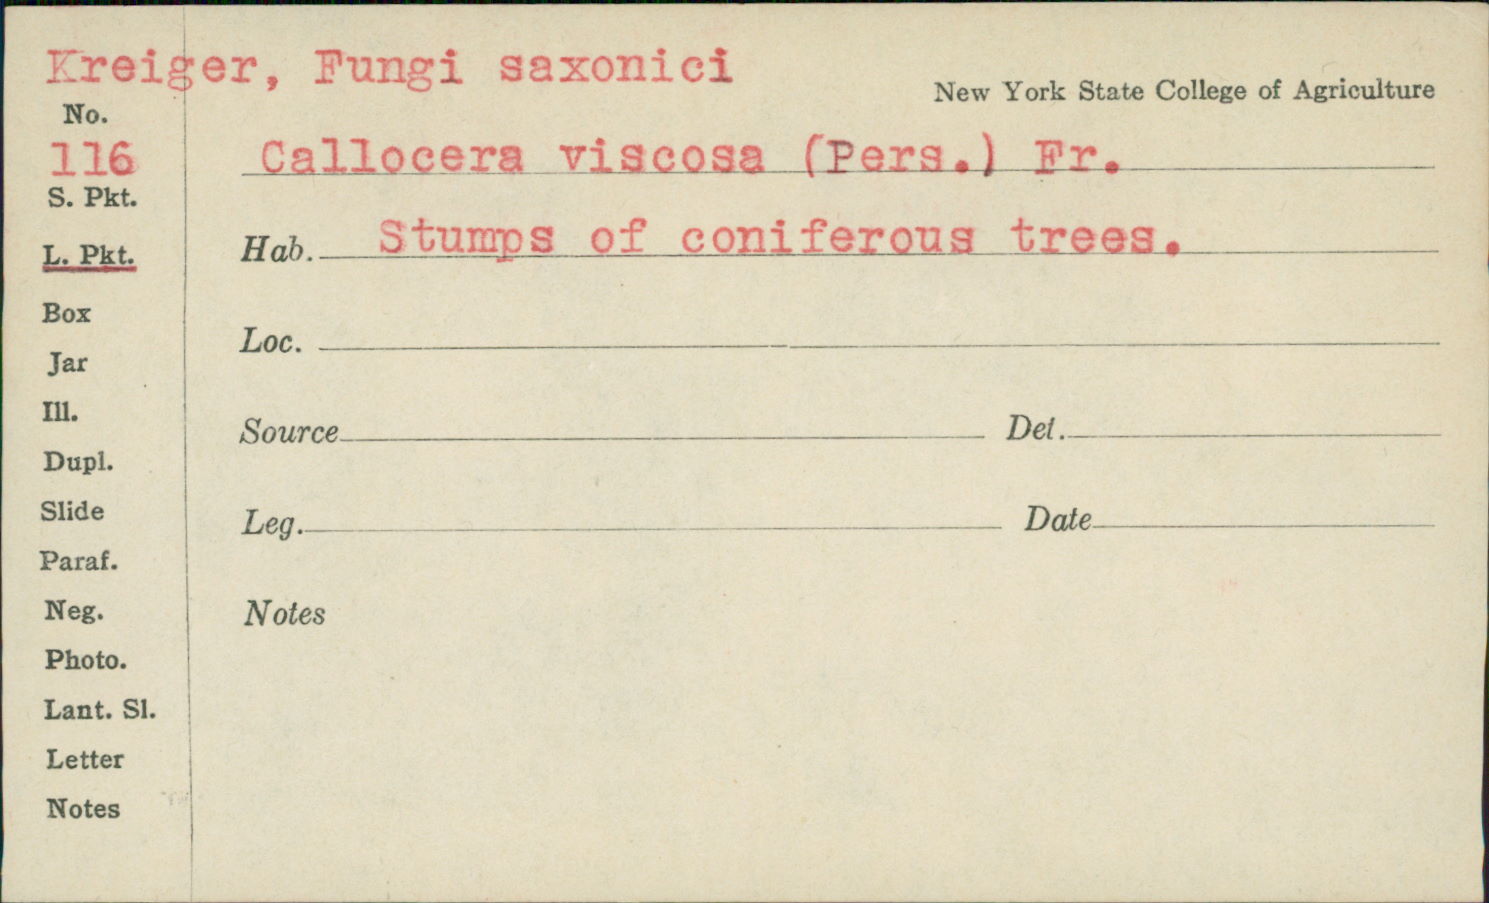 Kreiger, Fungi saxonici
New York State College of Agriculture
No.
116
Callocera viscosa (Pers.) Fr.
S. Pkt.
Hab. Stumps of coniferous trees.
L. Pkt.
Box
Loc.
Jar
Ill.
Source Det.
Dupl.
Slide
Leg. Date
Paraf.
Neg.
Notes
Photo.
Lant. Sl.
Letter
Notes